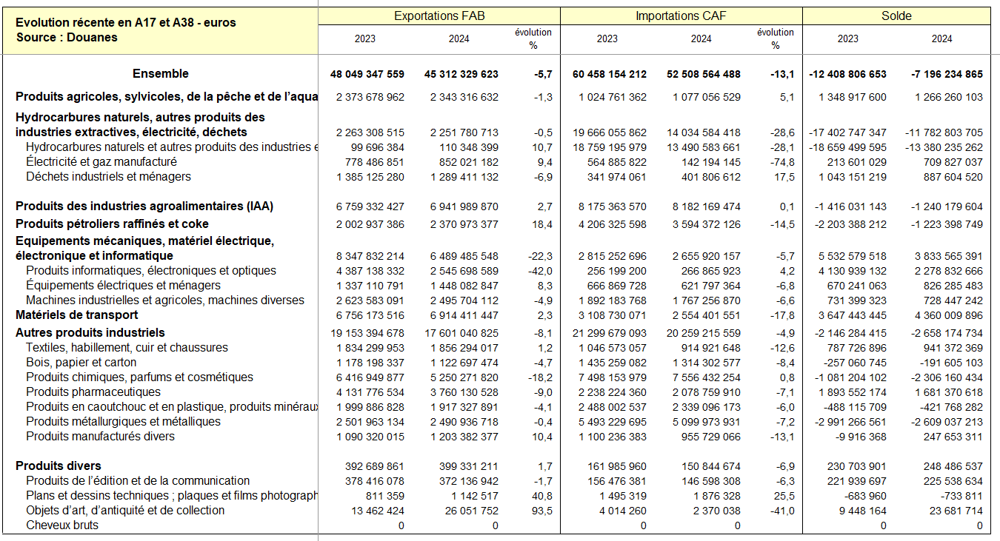 Exportations FAB Importations CAF Solde
Evolution récente en A17 et A38 - euros
Source : Douanes
2023 2024 évolution % 2023 2024 évolution % 2023 2024
Ensemble 48 049 347 559 45 312 329 623 -5,7 60 458 154 212 52 508 564 488 -13,1 -12 408 806 653 -7 196 234 865
Produits agricoles, sylvicoles, de la pêche et de l’aqua 2 373 678 962 2 343 316 632 -1,3 1 024 761 362 1 077 056 529 5,1 1 348 917 600 1 266 260 103
Hydrocarbures naturels, autres produits des
industries extractives, électricité, déchets 2 263 308 515 2 251 780 713 -0,5 19 666 055 862 14 034 584 418 -28,6 -17 402 747 347 -11 782 803 705
Hydrocarbures naturels et autres produits des industries e 99 696 384 110 348 399 10,7 18 759 195 979 13 490 583 661 -28,1 -18 659 499 595 -13 380 235 262
Électricité et gaz manufacturé 778 486 851 852 021 182 9,4 564 885 822 142 194 145 -74,8 213 601 029 709 827 037
Déchets industriels et ménagers 1 385 125 280 1 289 411 132 -6,9 341 974 061 401 806 612 17,5 1 043 151 219 887 604 520
Produits des industries agroalimentaires (IAA) 6 759 332 427 6 941 989 870 2,7 8 175 363 570 8 182 169 474 0,1 -1 416 031 143 -1 240 179 604
Produits pétroliers raffinés et coke 2 002 937 386 2 370 973 377 18,4 4 206 325 598 3 594 372 126 -14,5 -2 203 388 212 -1 223 398 749
Equipements mécaniques, matériel électrique,
électronique et informatique 8 347 832 214 6 489 485 548 -22,3 2 815 252 696 2 655 920 157 -5,7 5 532 579 518 3 833 565 391
Produits informatiques, électroniques et optiques 4 387 138 332 2 545 698 589 -42,0 256 199 200 266 865 923 4,2 4 130 939 132 2 278 832 666
Équipements électriques et ménagers 1 337 110 791 1 448 082 847 8,3 666 869 728 621 797 364 -6,8 670 241 063 826 285 483
Machines industrielles et agricoles, machines diverses 2 623 583 091 2 495 704 112 -4,9 1 892 183 768 1 767 256 870 -6,6 731 399 323 728 447 242
Matériels de transport 6 756 173 516 6 914 411 447 2,3 3 108 730 071 2 554 401 551 -17,8 3 647 443 445 4 360 009 896
Autres produits industriels 19 153 394 678 17 601 040 825 -8,1 21 299 679 093 20 259 215 559 -4,9 -2 146 284 415 -2 658 174 734
Textiles, habillement, cuir et chaussures 1 834 299 953 1 856 294 017 1,2 1 046 573 057 914 921 648 -12,6 787 726 896 941 372 369
Bois, papier et carton 1 178 198 337 1 122 697 474 -4,7 1 435 259 082 1 314 302 577 -8,4 -257 060 745 -191 605 103
Produits chimiques, parfums et cosmétiques 6 416 949 877 5 250 271 820 -18,2 7 498 153 979 7 556 432 254 0,8 -1 081 204 102 -2 306 160 434
Produits pharmaceutiques 4 131 776 534 3 760 130 528 -9,0 2 238 224 360 2 078 759 910 -7,1 1 893 552 174 1 681 370 618
Produits en caoutchouc et en plastique, produits minéraux 1 999 886 828 1 917 327 891 -4,1 2 488 002 537 2 339 096 173 -6,0 -488 115 709 -421 768 282
Produits métallurgiques et métalliques 2 501 963 134 2 490 936 718 -0,4 5 493 229 695 5 099 973 931 -7,2 -2 991 266 561 -2 609 037 213
Produits manufacturés divers 1 090 320 015 1 203 382 377 10,4 1 100 236 383 955 729 066 -13,1 -9 916 368 247 653 311
Produits divers 392 689 861 399 331 211 1,7 161 985 960 150 844 674 -6,9 230 703 901 248 486 537
Produits de l’édition et de la communication 378 416 078 372 136 942 -1,7 156 476 381 146 598 308 -6,3 221 939 697 225 538 634
Plans et dessins techniques ; plaques et films photograph 811 359 1 142 517 40,8 1 495 319 1 876 328 25,5 -683 960 -733 811
Objets d’art, d’antiquité et de collection 13 462 424 26 051 752 93,5 4 014 260 2 370 038 -41,0 9 448 164 23 681 714
Cheveux bruts 0 0 0 0 0 0